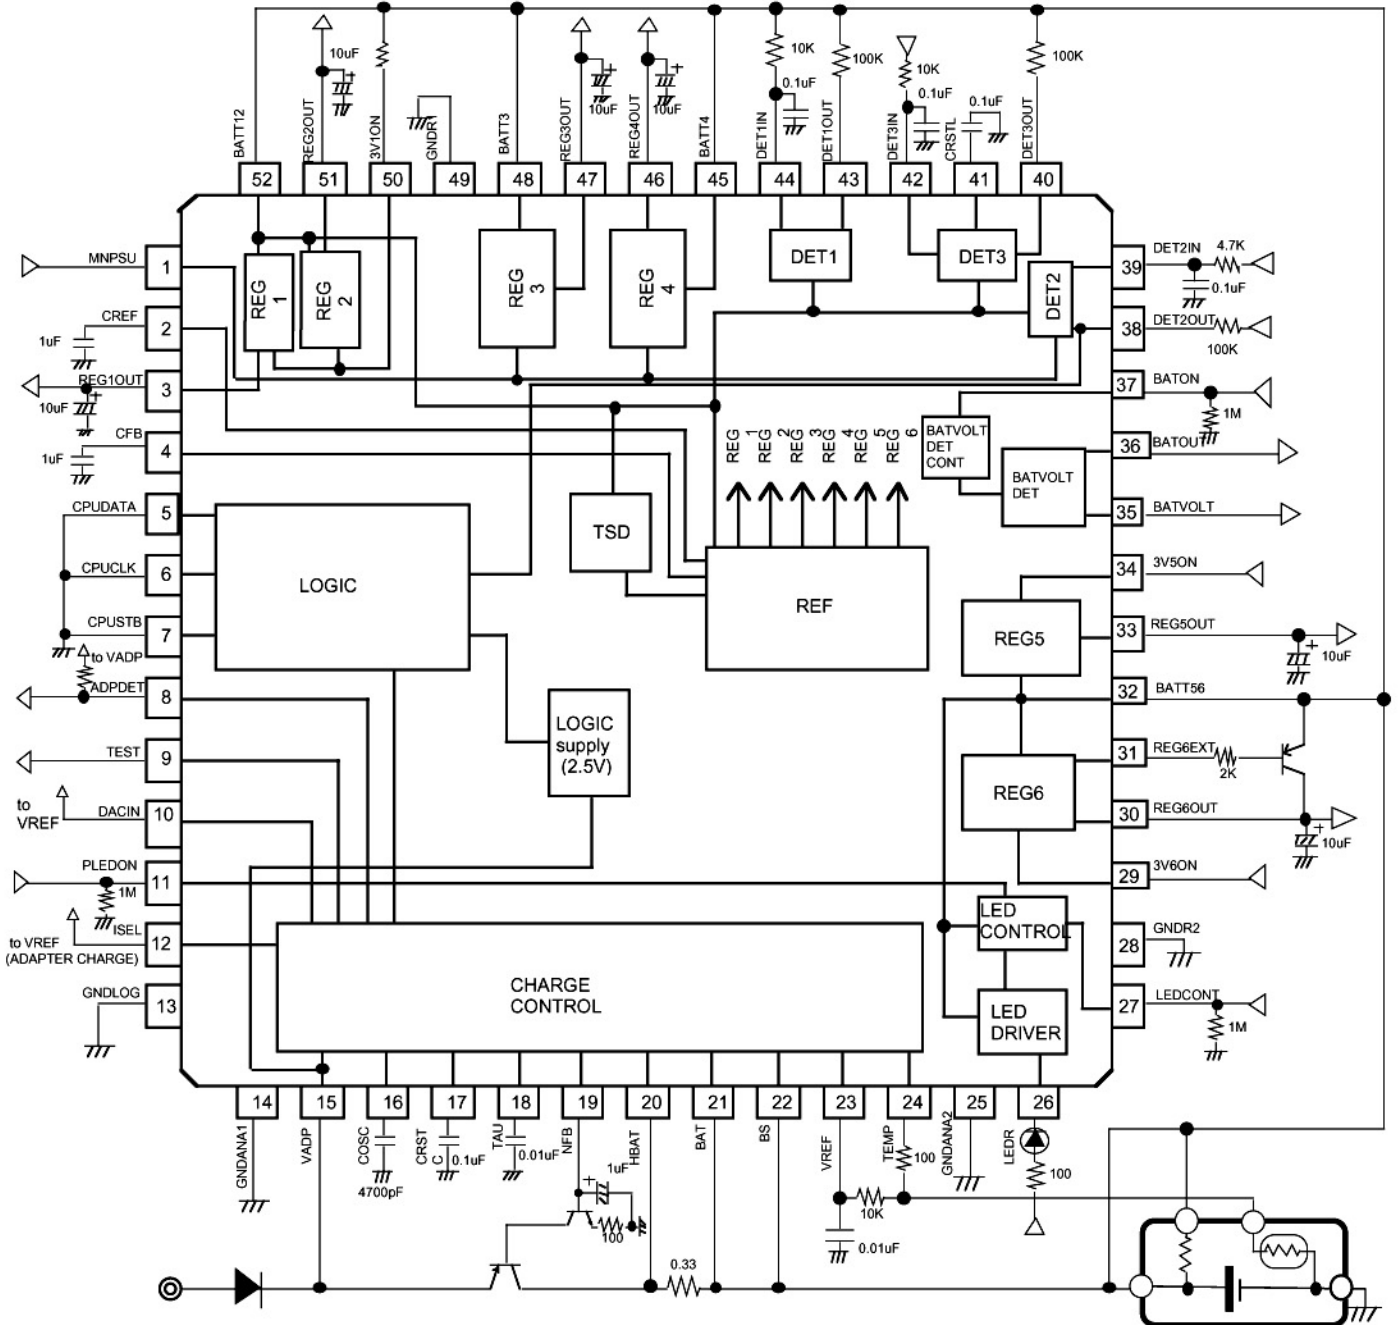 10uF
10uF
10uF
10K
0.1uF
100K
10K
0.1uF
0.1uF
100K
BATT12
REG2OUT
3V1ON
GNDR1
BATT3
REG3OUT
REG4OUT
BATT4
DET1IN
DET1OUT
DET3IN
CRSTL
DET3OUT
52
51
50
49
48
47
46
45
44
43
42
41
40
MNPSU
1
CREF
2
1uF
REG1OUT
3
10uF
CFB
4
1uF
CPUDATA
5
CPUCLK
6
CPUSTB
7
to VADP
ADPDET
8
TEST
9
to
VREF
DACIN
10
PLEDON
11
1M
ISEL
12
to VREF
(ADAPTER CHARGE)
GNDLOG
13
REG
1
REG
2
REG
3
REG
4
DET1
DET3
DET2
BATVOLT
DET
CONT
BATVOLT
DET
REG 1
REG 2
REG 3
REG 4
REG 5
REG 6
TSD
LOGIC
REF
LOGIC
supply
(2.5V)
REG5
REG6
LED
CONTROL
LED
DRIVER
CHARGE
CONTROL
39
DET2IN
4.7K
0.1uF
38
DET2OUT
100K
37
BATON
1M
36
BATOUT
35
BATVOLT
34
3V5ON
33
REG5OUT
10uF
32
BATT56
31
REG6EXT
2K
30
REG6OUT
10uF
29
3V6ON
28
GNDR2
27
LEDCONT
1M
14
15
16
17
18
19
20
21
22
23
24
25
26
GNDANA1
VADP
COSC
4700pF
CRST
C
0.1uF
TAU
0.01uF
NFB
1uF
100
HBAT
BAT
BS
VREF
TEMP
100
GNDANA2
LEDR
100
10K
0.01uF
0.33